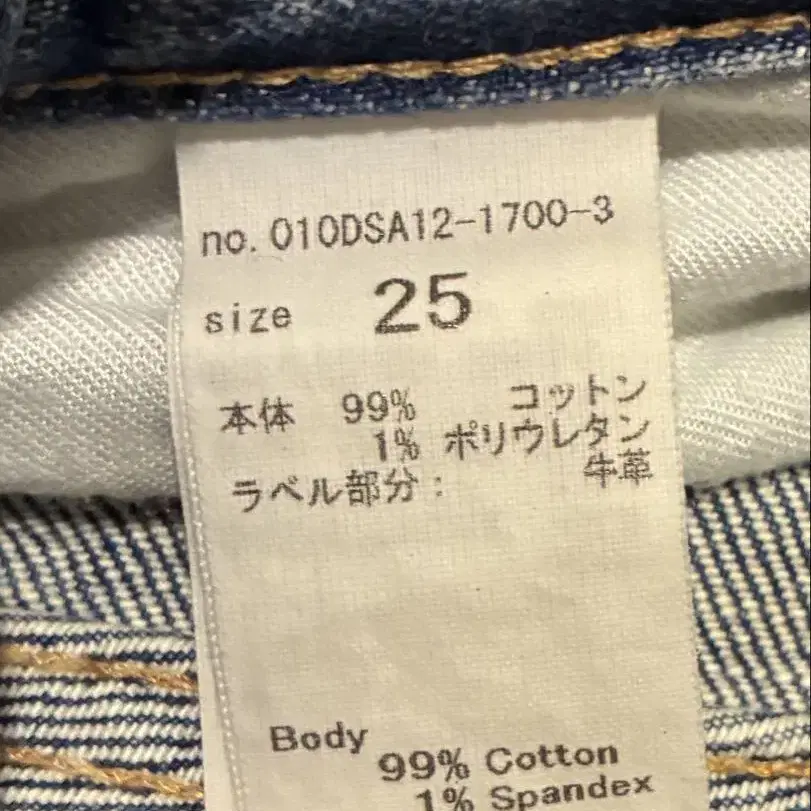 no. 010DSA12-1700-3
size 25
本体 99% コットン
1% ポリウレタン
ラベル部分: 牛革
Body
99% Cotton
1% Spandex